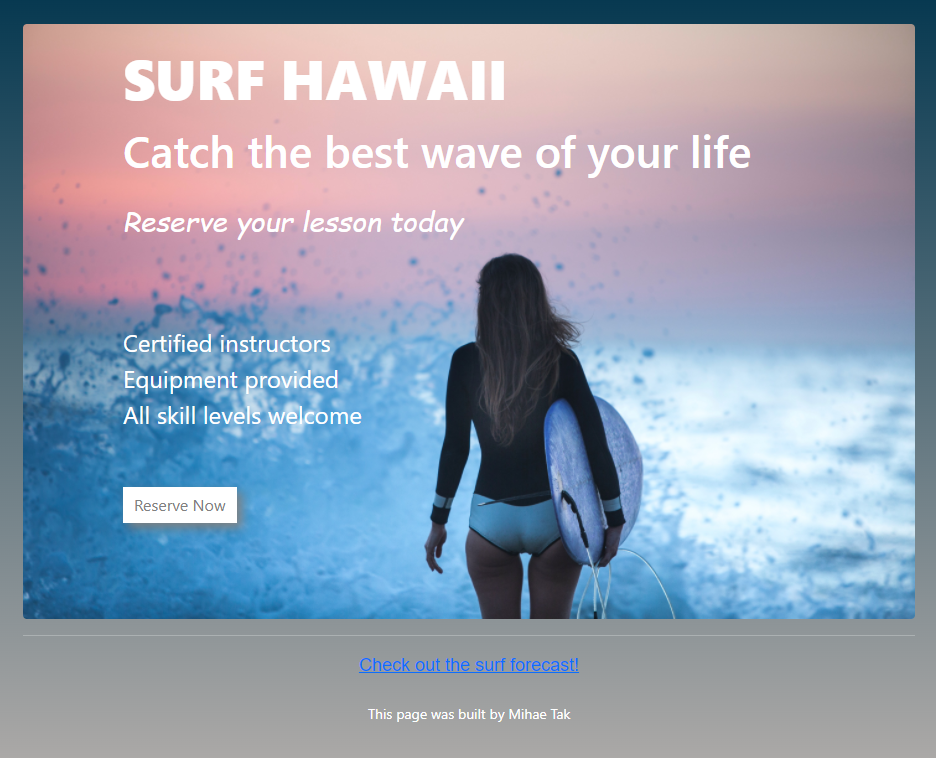 SURF HAWAII
Catch the best wave of your life
Reserve your lesson today
Certified instructors
Equipment provided
All skill levels welcome
Reserve Now
Check out the surf forecast!
This page was built by Mihae Tak